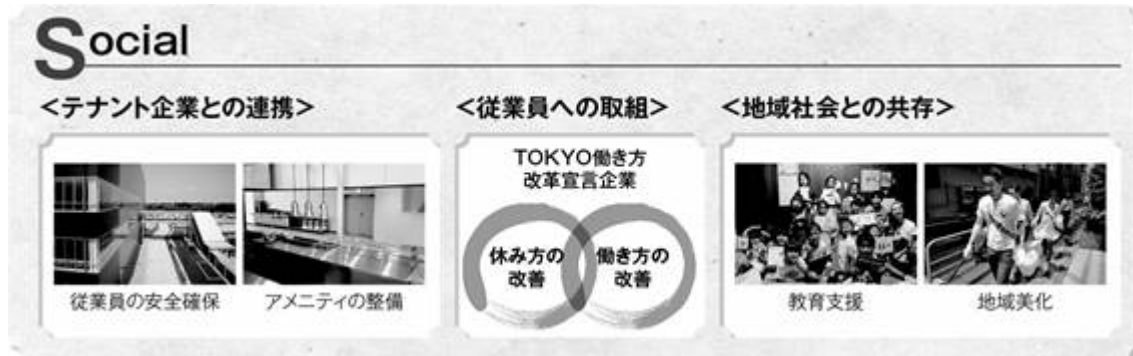 Social
<テナント企業との連携>
従業員の安全確保
アメニティの整備
<従業員への取組>
TOKYO働き方
改革宣言企業
休み方の
改善
働き方の
改善
<地域社会との共存>
教育支援
地域美化